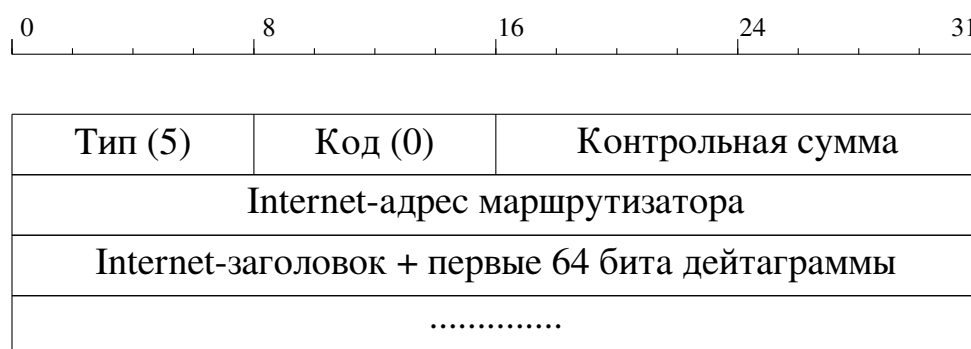 0 8 16 24 31
Тип (5) Код (0) Контрольная сумма
Internet-адрес маршрутизатора
Internet-заголовок + первые 64 бита дейтаграммы
..............